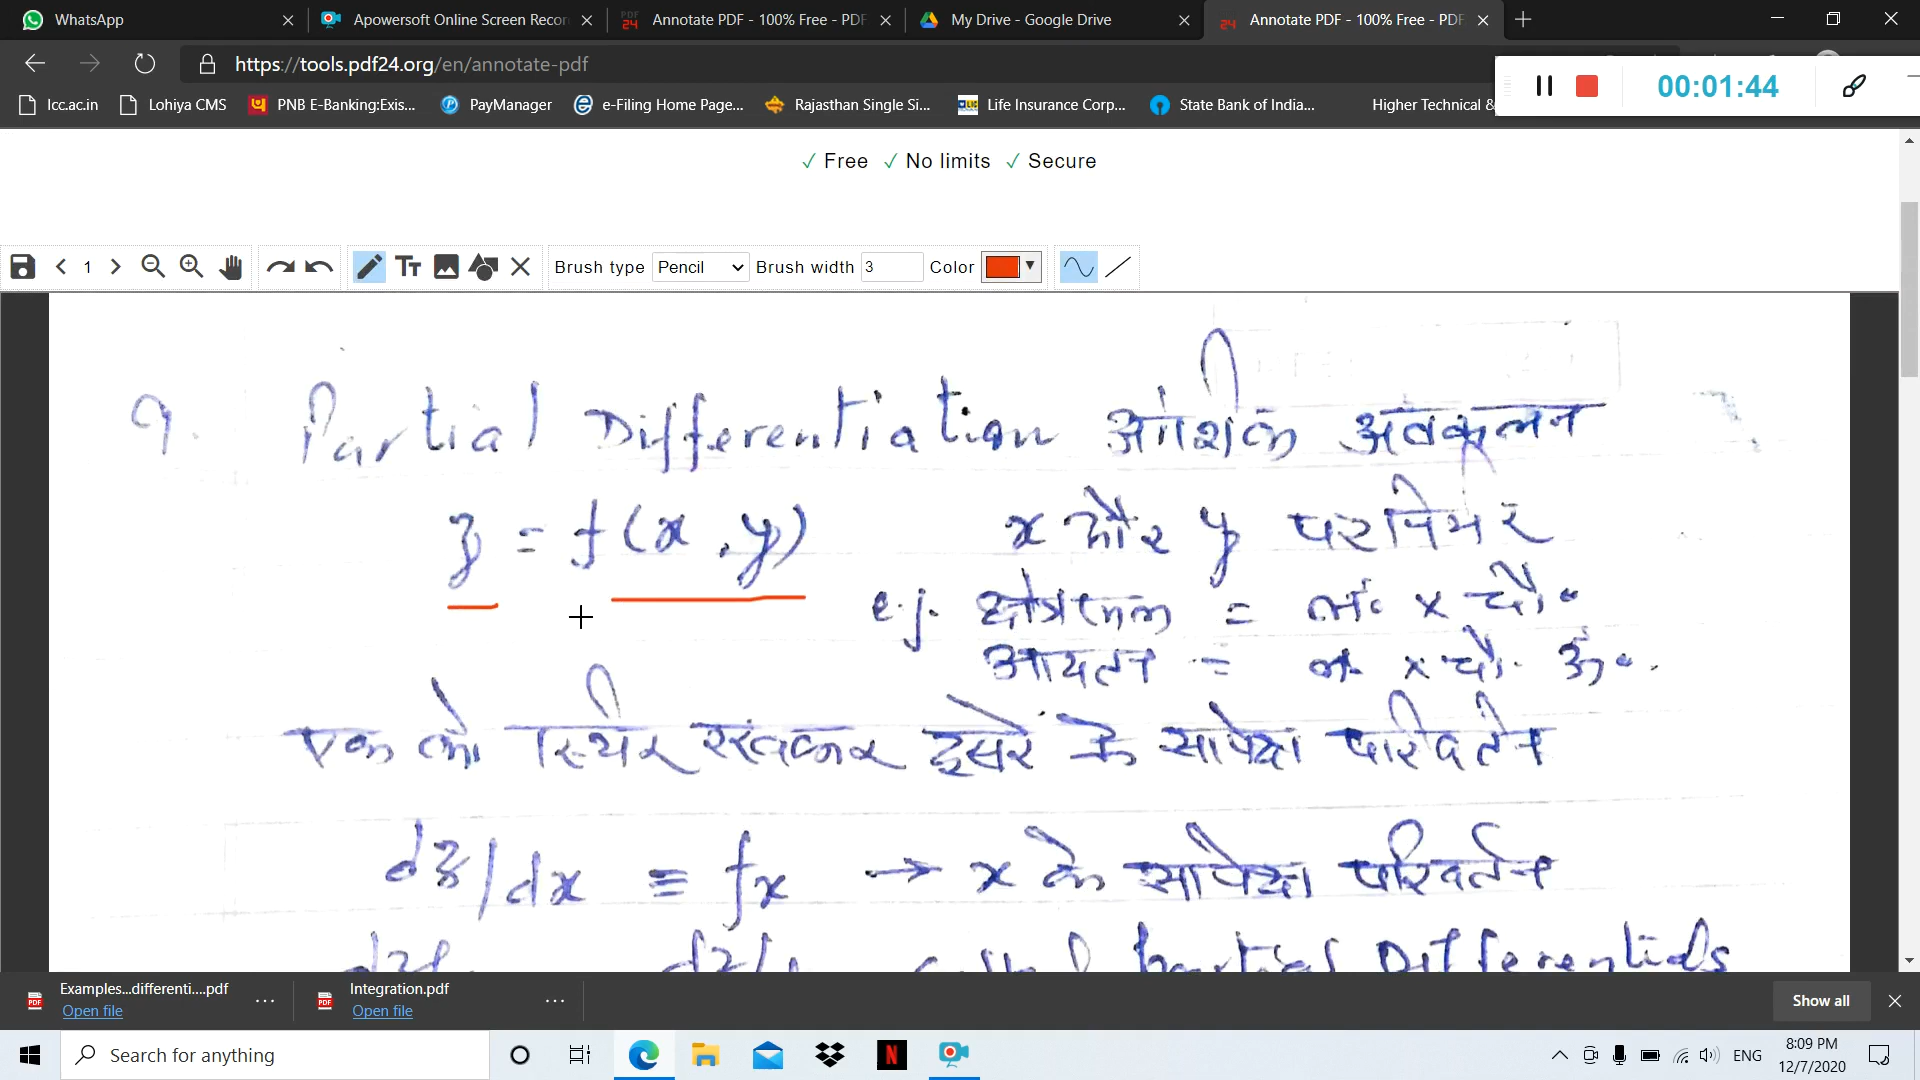 WhatsApp
Apowersoft Online Screen Recor
Annotate PDF - 100% Free - PDF
My Drive - Google Drive
Annotate PDF - 100% Free - PDF
https://tools.pdf24.org/en/annotate-pdf
lcc.ac.in
Lohiya CMS
PNB E-Banking:Exis...
PayManager
e-Filing Home Page...
Rajasthan Single Si...
Life Insurance Corp...
State Bank of India...
Higher Technical &
00:01:44
✓ Free ✓ No limits ✓ Secure
1
Brush type Pencil Brush width 3 Color
9. Partial Differentiation आंशिक अवकलन
z = f(x, y) x और y पर निर्भर
e.g. क्षेत्रफल = ल. x चौ.
आयतन = ल. x चौ. ऊँ.
एक को स्थिर रखकर दूसरे के सापेक्ष परिवर्तन
dz/dx ≡ fx → x के सापेक्ष परिवर्तन
Partial Differentials
Examples...differenti....pdf
Open file
Integration.pdf
Open file
Show all
Search for anything
ENG
8:09 PM
12/7/2020